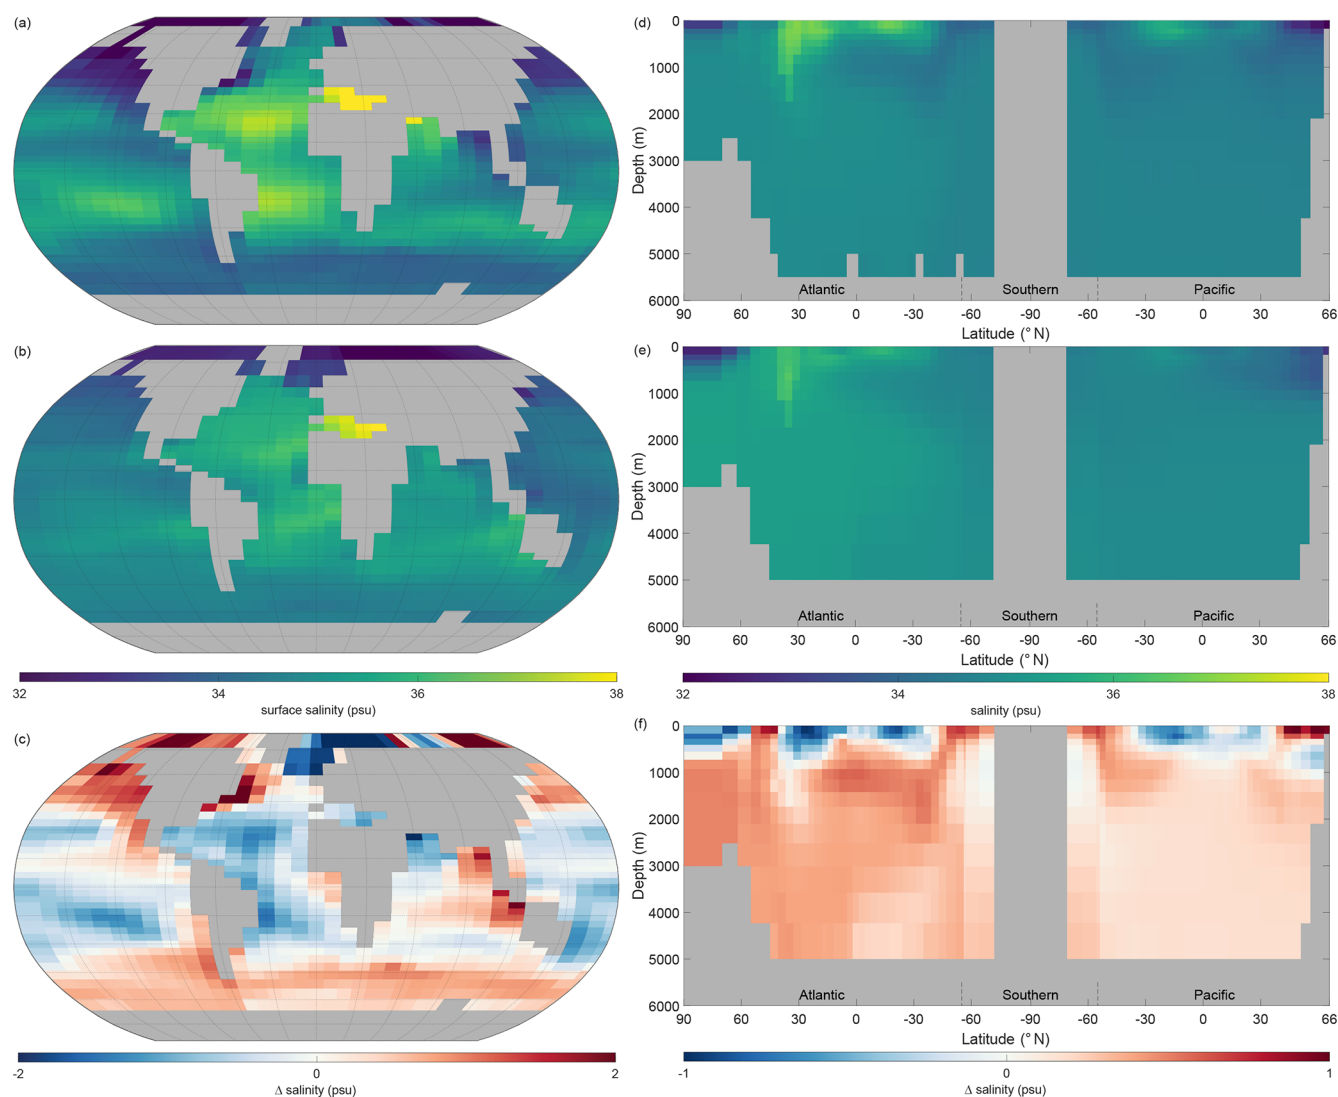 (a)
(b)
32 34 36 38
surface salinity (psu)
(c)
-2 0 2
Δ salinity (psu)
(d)
0
1000
2000
3000
4000
5000
6000
Depth (m)
Atlantic Southern Pacific
90 60 30 0 -30 -60 -60 -30 0 30 66
Latitude (° N)
(e)
0
1000
2000
3000
4000
5000
6000
Depth (m)
Atlantic Southern Pacific
90 60 30 0 -30 -60 -60 -30 0 30 66
Latitude (° N)
32 34 36 38
salinity (psu)
(f)
0
1000
2000
3000
4000
5000
6000
Depth (m)
Atlantic Southern Pacific
90 60 30 0 -30 -60 -60 -30 0 30 66
Latitude (° N)
-1 0 1
Δ salinity (psu)